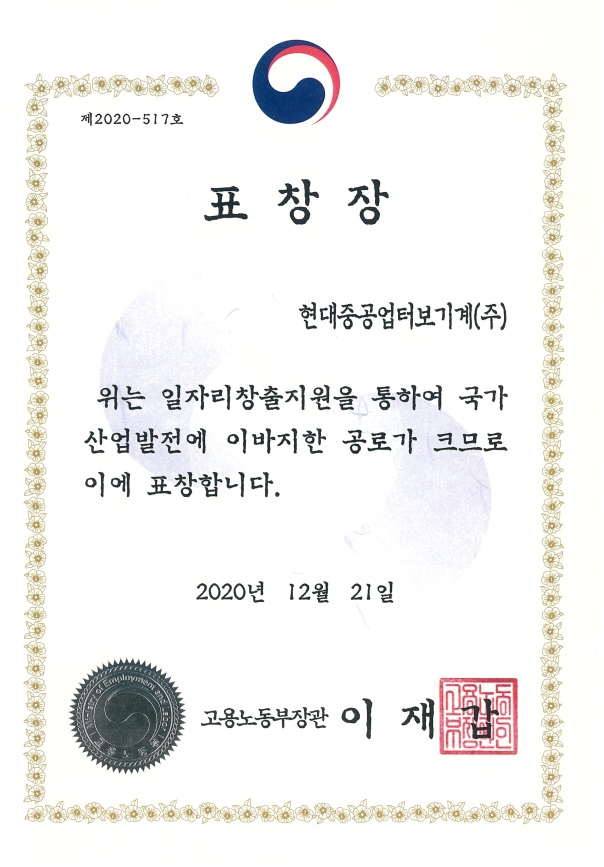 제2020-517호
표 창 장
현대중공업터보기계(주)
위는 일자리창출지원을 통하여 국가
산업발전에 이바지한 공로가 크므로
이에 표창합니다.
2020년 12월 21일
고용노동부장관 이 재 갑